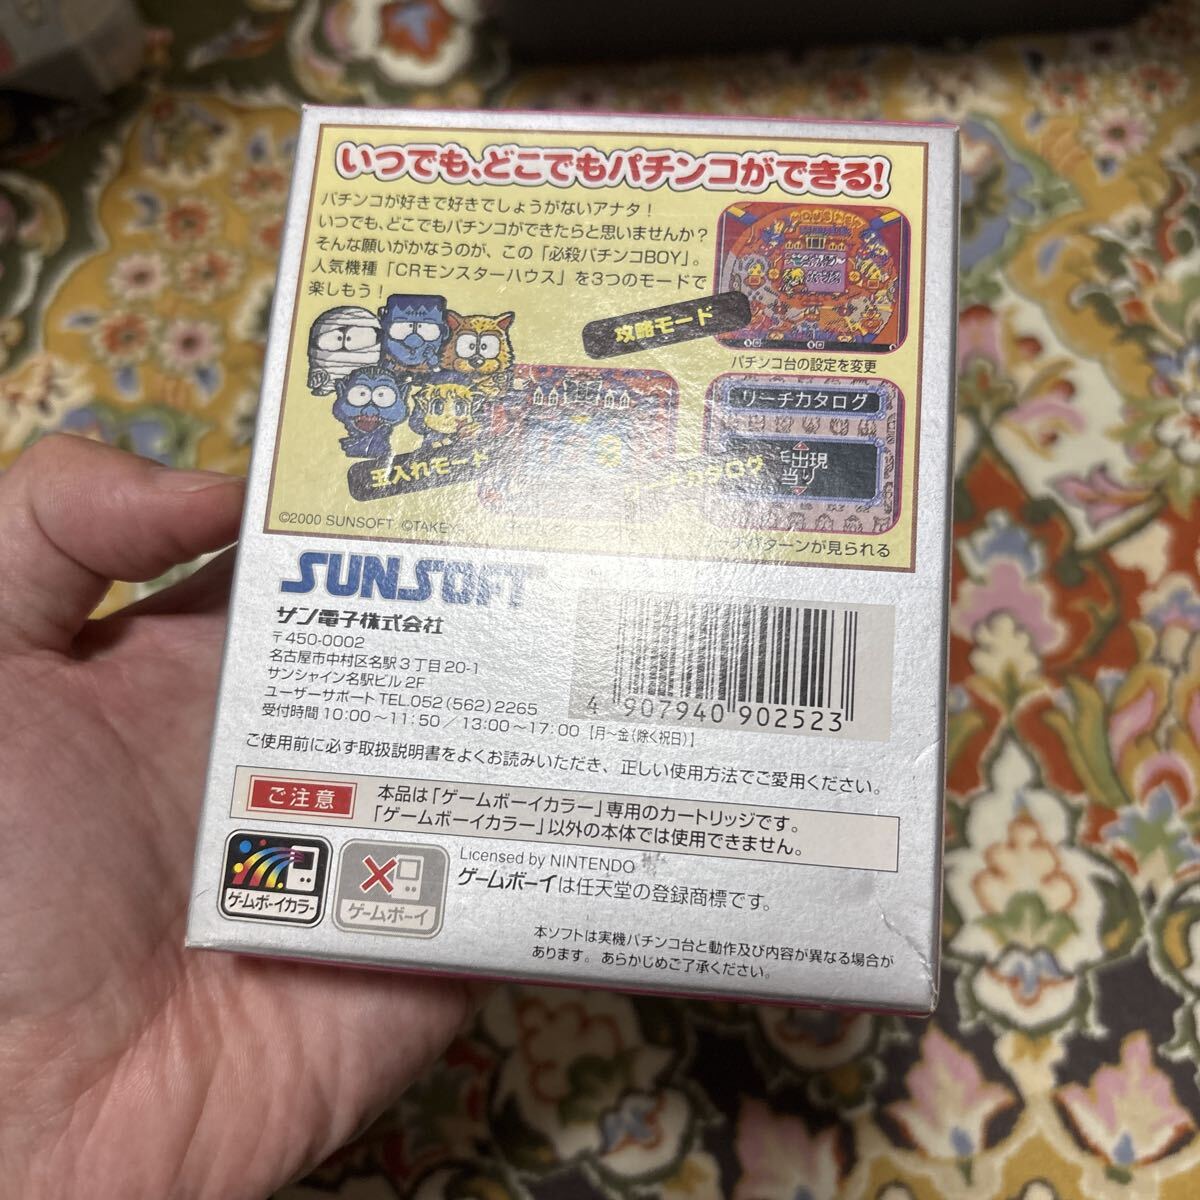 いつでも、どこでもパチンコができる!
パチンコが好きで好きでしょうがないアナタ!
いつでも、どこでもパチンコができたらと思いませんか?
そんな願いがかなうのが、この「必殺パチンコBOY」。
人気機種「CRモンスターハウス」を3つのモードで
楽しもう!
攻略モード
パチンコ台の設定を変更
リーチカタログ
出現
当り
玉入れモード
カタログ
パターンが見られる
©2000 SUNSOFT ©TAKEY
SUNSOFT
サン電子株式会社
〒450-0002
名古屋市中村区名駅3丁目20-1
サンシャイン名駅ビル2F
ユーザーサポート TEL.052(562)2265
受付時間 10:00〜11:50/13:00〜17:00【月〜金(除く祝日)】
4 907940 902523
ご使用前に必ず取扱説明書をよくお読みいただき、正しい使用方法でご愛用ください。
ご注意
本品は「ゲームボーイカラー」専用のカートリッジです。
「ゲームボーイカラー」以外の本体では使用できません。
ゲームボーイカラー
ゲームボーイ
Licensed by NINTENDO
ゲームボーイは任天堂の登録商標です。
本ソフトは実機パチンコ台と動作及び内容が異なる場合が
あります。あらかじめご了承ください。